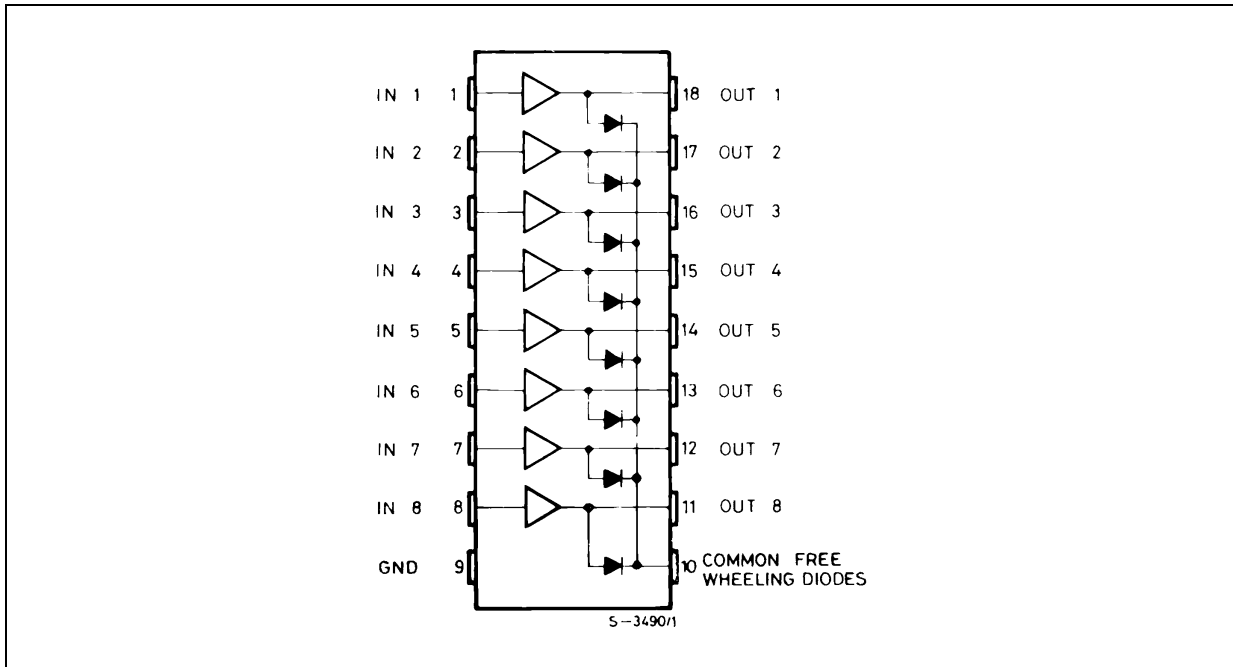 IN 1 1 18 OUT 1
IN 2 2 17 OUT 2
IN 3 3 16 OUT 3
IN 4 4 15 OUT 4
IN 5 5 14 OUT 5
IN 6 6 13 OUT 6
IN 7 7 12 OUT 7
IN 8 8 11 OUT 8
GND 9 10 COMMON FREE
WHEELING DIODES
S-3490/1